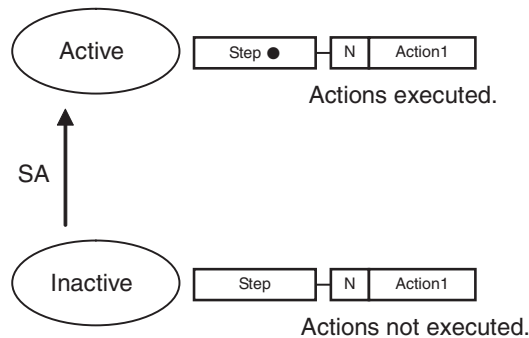 Active Step ● N Action1
Actions executed.
SA
Inactive Step N Action1
Actions not executed.